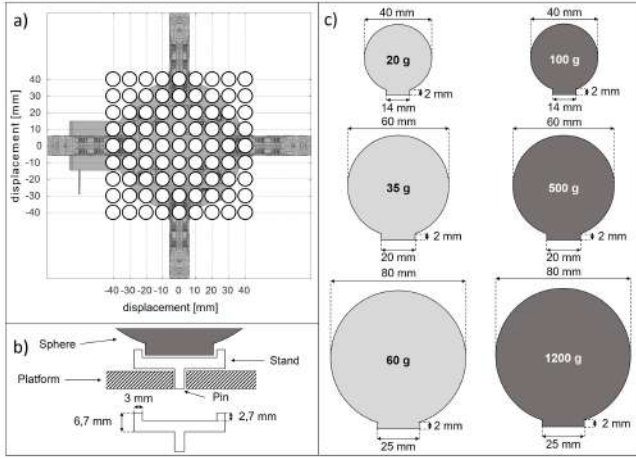 a)
displacement [mm]
40
30
20
10
0
-10
-20
-30
-40
-40 -30 -20 -10 0 10 20 30 40
displacement [mm]
b)
Sphere
Stand
Platform
Pin
3 mm
6,7 mm
2,7 mm
c)
40 mm
40 mm
20 g
100 g
2 mm
2 mm
14 mm
14 mm
60 mm
60 mm
35 g
500 g
2 mm
2 mm
20 mm
20 mm
80 mm
80 mm
60 g
1200 g
2 mm
2 mm
25 mm
25 mm